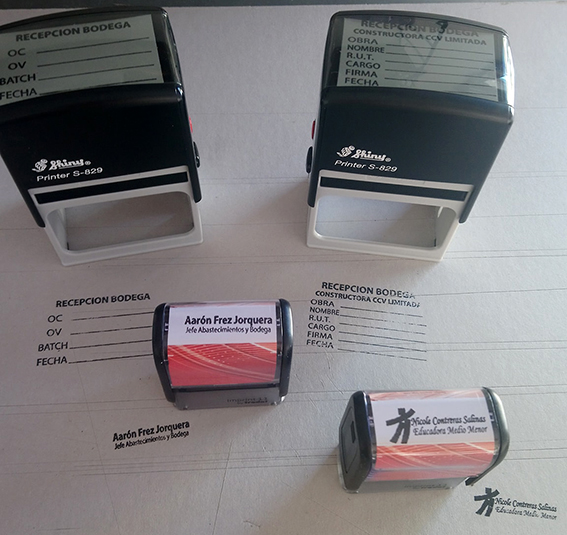 RECEPCION BODEGA
OC
OV
BATCH
FECHA
Shiny®
Printer S-829
RECEPCION BODEGA
CONSTRUCTORA CCV LIMITADA
OBRA
NOMBRE
R.U.T.
CARGO
FIRMA
FECHA
Shiny®
Printer S-829
RECEPCION BODEGA
OC
OV
BATCH
FECHA
RECEPCION BODEGA
CONSTRUCTORA CCV LIMITADA
OBRA
NOMBRE
R.U.T.
CARGO
FIRMA
FECHA
Aarón Frez Jorquera
Jefe Abastecimientos y Bodega
Aarón Frez Jorquera
Jefe Abastecimientos y Bodega
Nicole Contreras Salinas
Educadora Medio Menor
Nicole Contreras Salinas
Educadora Medio Menor